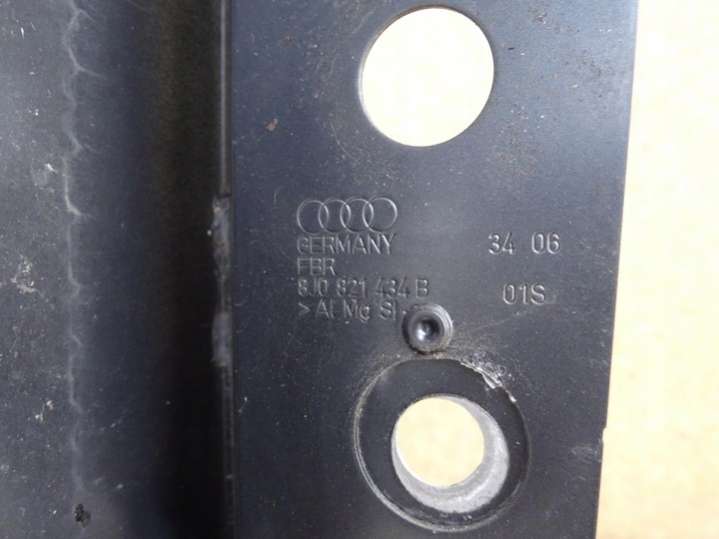 GERMANY 34 06
FBR
8J0 821 434 B 01S
> Al Mg Si